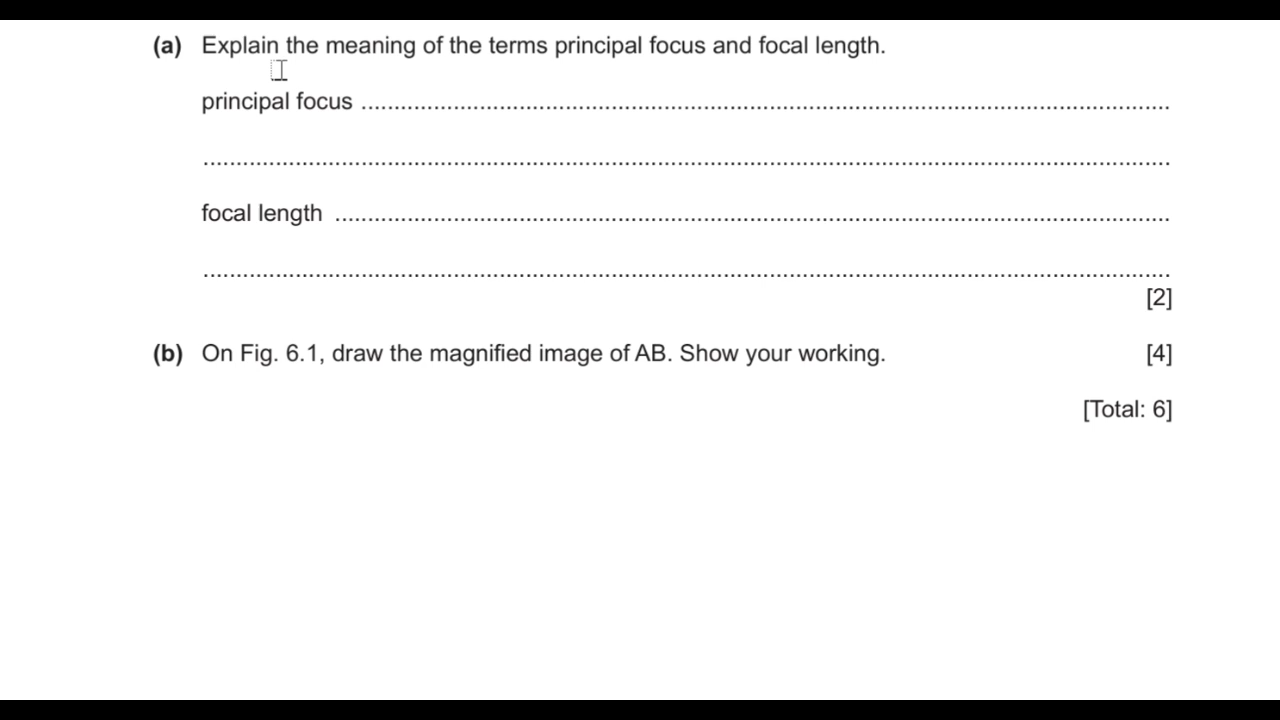 (a) Explain the meaning of the terms principal focus and focal length.
principal focus ..........................................................................................................................
..................................................................................................................................................
focal length ..............................................................................................................................
..................................................................................................................................................
[2]
(b) On Fig. 6.1, draw the magnified image of AB. Show your working. [4]
[Total: 6]